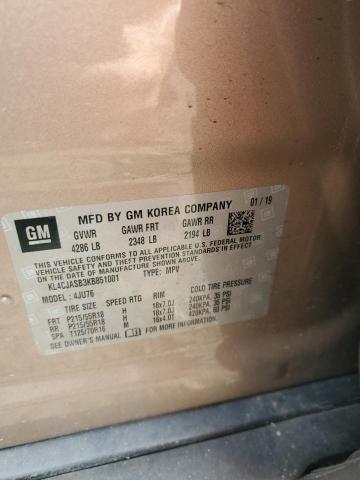 GM
MFD BY GM KOREA COMPANY 01/19
GVWR GAWR FRT GAWR RR
4286 LB 2348 LB 2194 LB
THIS VEHICLE CONFORMS TO ALL APPLICABLE U.S. FEDERAL MOTOR
VEHICLE SAFETY AND THEFT PREVENTION STANDARDS IN EFFECT
ON THE DATE OF MANUFACTURE SHOWN ABOVE.
KL4CJASB3KB851001 TYPE: MPV
MODEL: 4JU76
TIRE SIZE SPEED RTG RIM COLD TIRE PRESSURE
FRT P215/55R18 H 18x7.0J 240KPA, 35 PSI
RR P215/55R18 H 18x7.0J 240KPA, 35 PSI
SPA T125/70R16 M 16x4.0T 420KPA, 60 PSI
SEE OWNER'S MANUAL FOR MORE INFORMATION